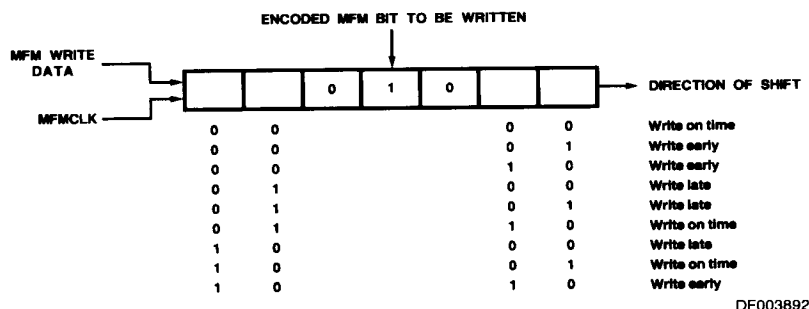 ENCODED MFM BIT TO BE WRITTEN
MFM WRITE
DATA
0 1 0
DIRECTION OF SHIFT
MFMCLK
0 0 0 0 Write on time
0 0 0 1 Write early
0 0 1 0 Write early
0 1 0 0 Write late
0 1 0 1 Write late
0 1 1 0 Write on time
1 0 0 0 Write late
1 0 0 1 Write on time
1 0 1 0 Write early
DF003892